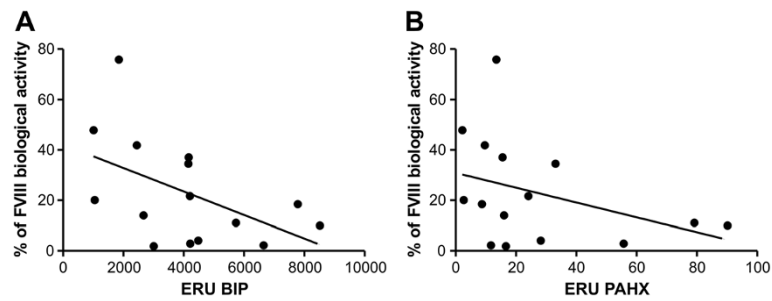 A
% of FVIII biological activity
80
60
40
20
0
0 2000 4000 6000 8000 10000
ERU BIP
B
% of FVIII biological activity
80
60
40
20
0
0 20 40 60 80 100
ERU PAHX